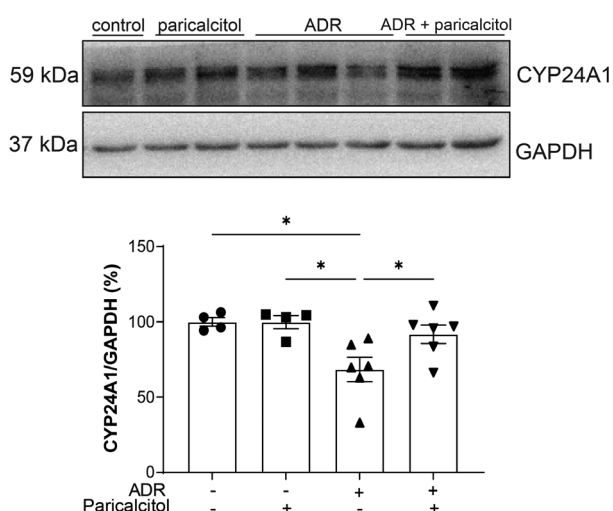 control paricalcitol ADR ADR + paricalcitol
59 kDa CYP24A1
37 kDa GAPDH
* 
* *
150
100
50
0
CYP24A1/GAPDH (%)
ADR - - + +
Paricalcitol - + - +